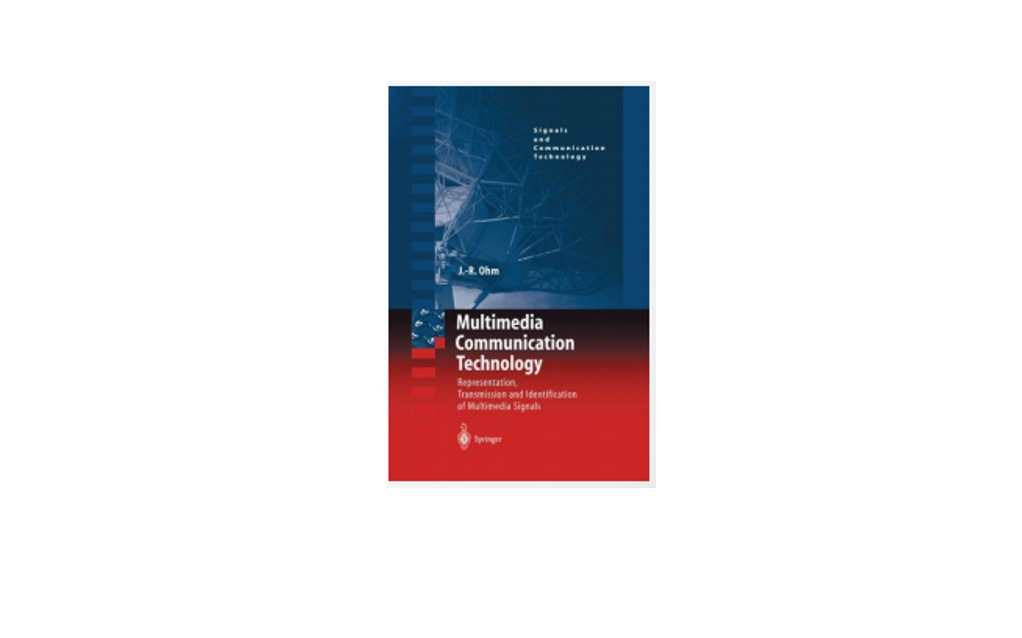 Signals
and
Communication
Technology
J.-R. Ohm
Multimedia
Communication
Technology
Representation,
Transmission and Identification
of Multimedia Signals
Springer